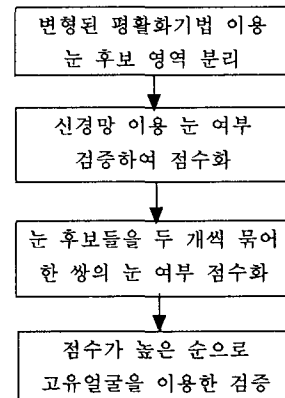 변형된 평활화기법 이용
눈 후보 영역 분리
신경망 이용 눈 여부
검증하여 점수화
눈 후보들을 두 개씩 묶어
한 쌍의 눈 여부 점수화
점수가 높은 순으로
고유얼굴을 이용한 검증